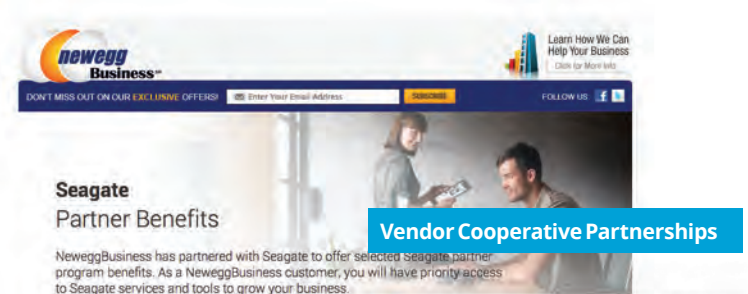 newegg
Business
Learn How We Can
Help Your Business
Click for More Info
DON'T MISS OUT ON OUR EXCLUSIVE OFFERS!
Enter Your Email Address
SUBSCRIBE
FOLLOW US:
Seagate
Partner Benefits
Vendor Cooperative Partnerships
NeweggBusiness has partnered with Seagate to offer selected Seagate partner
program benefits. As a NeweggBusiness customer, you will have priority access
to Seagate services and tools to grow your business.